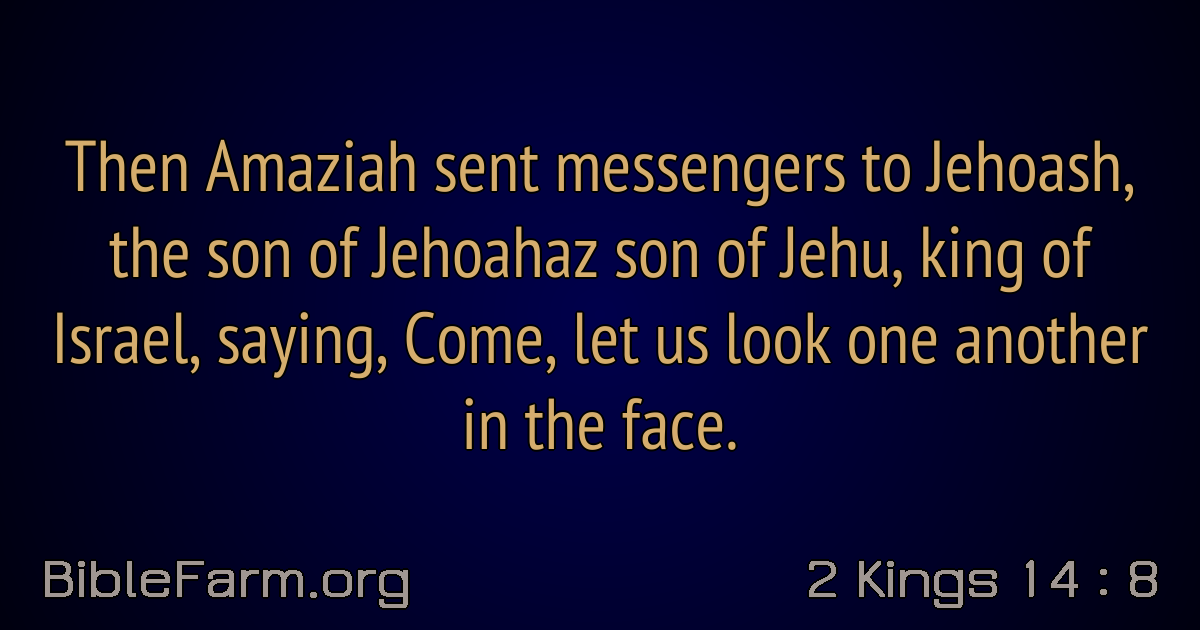 Then Amaziah sent messengers to Jehoash,
the son of Jehoahaz son of Jehu, king of
Israel, saying, Come, let us look one another
in the face.
BibleFarm.org
2 Kings 14 : 8